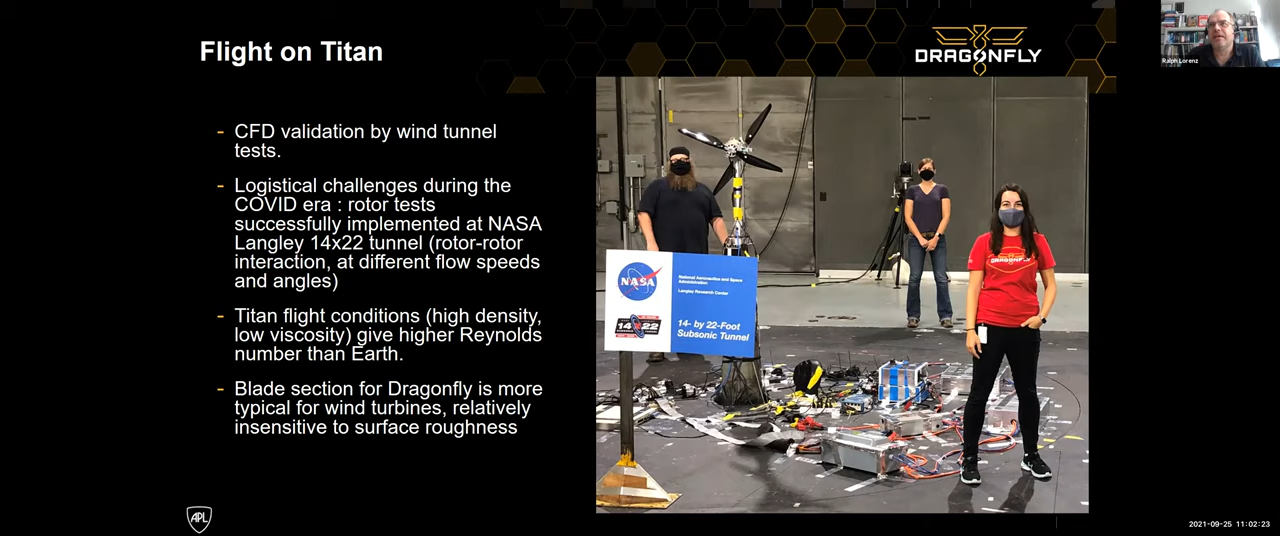 Flight on Titan
DRAGONFLY
Ralph Lorenz
- CFD validation by wind tunnel
tests.
- Logistical challenges during the
COVID era : rotor tests
successfully implemented at NASA
Langley 14x22 tunnel (rotor-rotor
interaction, at different flow speeds
and angles)
- Titan flight conditions (high density,
low viscosity) give higher Reynolds
number than Earth.
- Blade section for Dragonfly is more
typical for wind turbines, relatively
insensitive to surface roughness
NASA
National Aeronautics and Space
Administration
Langley Research Center
14x22
14- by 22-Foot
Subsonic Tunnel
DRAGONFLY
APL
2021-09-25 11:02:23